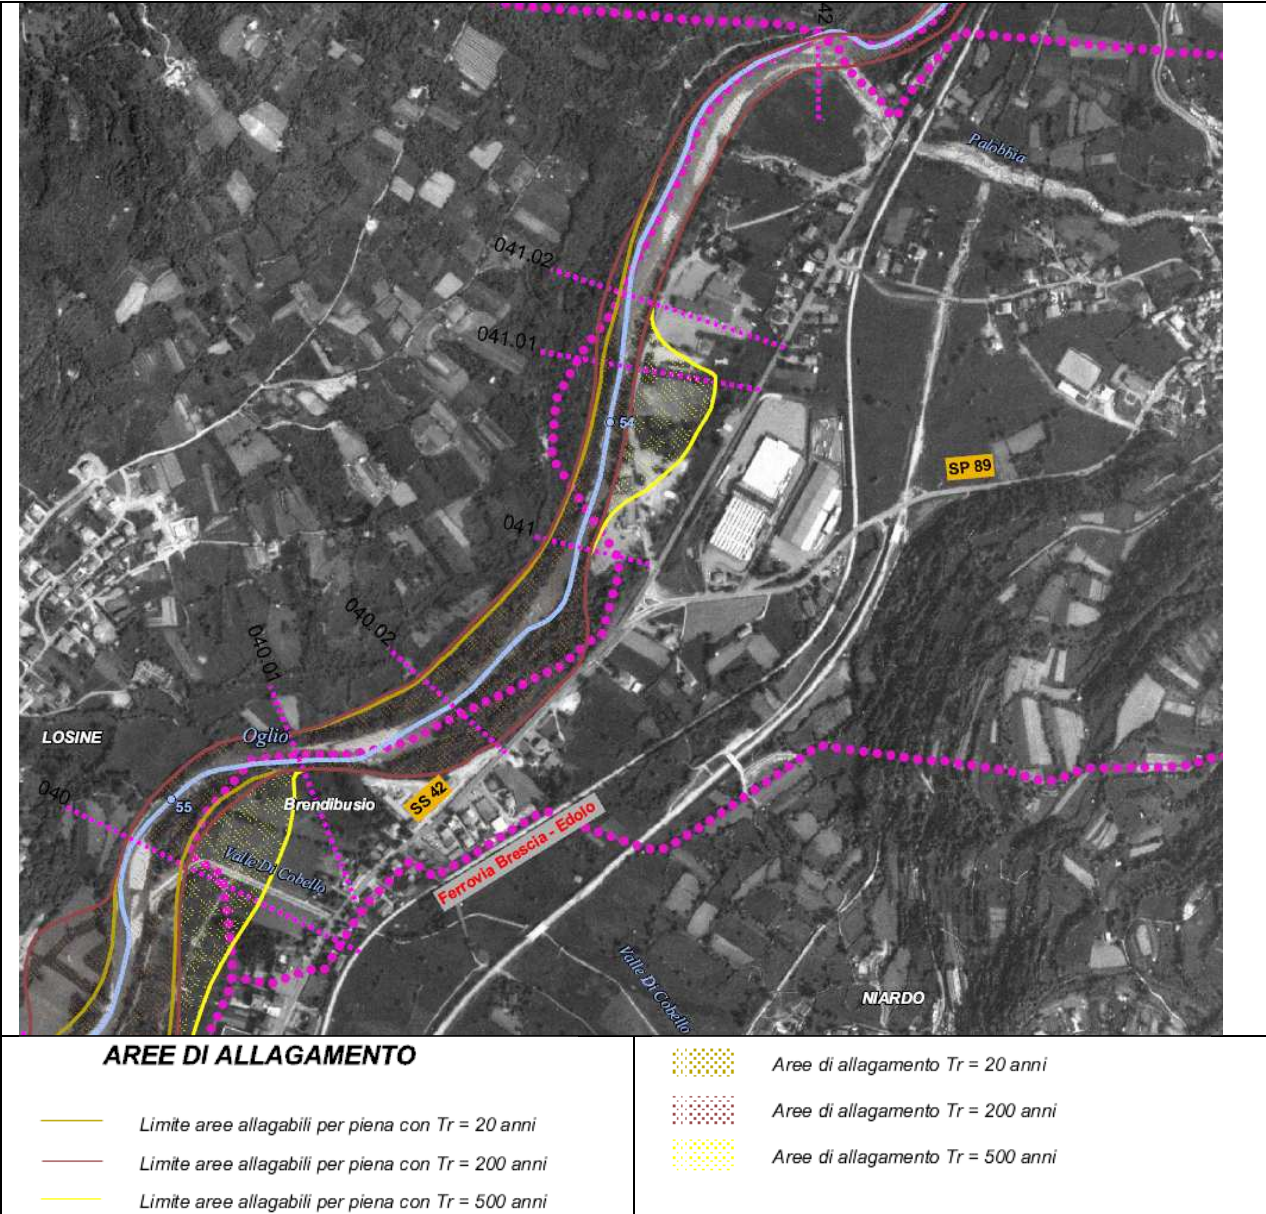 42
Palobbia
041.02
041.01
54
SP 89
041
040.02
040.01
LOSINE
Oglio
040
55
Brendibusio
SS 42
Valle Di Cobello
Ferrovia Brescia - Edolo
Valle Di Cobello
NIARDO
AREE DI ALLAGAMENTO
Limite aree allagabili per piena con Tr = 20 anni
Limite aree allagabili per piena con Tr = 200 anni
Limite aree allagabili per piena con Tr = 500 anni
Aree di allagamento Tr = 20 anni
Aree di allagamento Tr = 200 anni
Aree di allagamento Tr = 500 anni